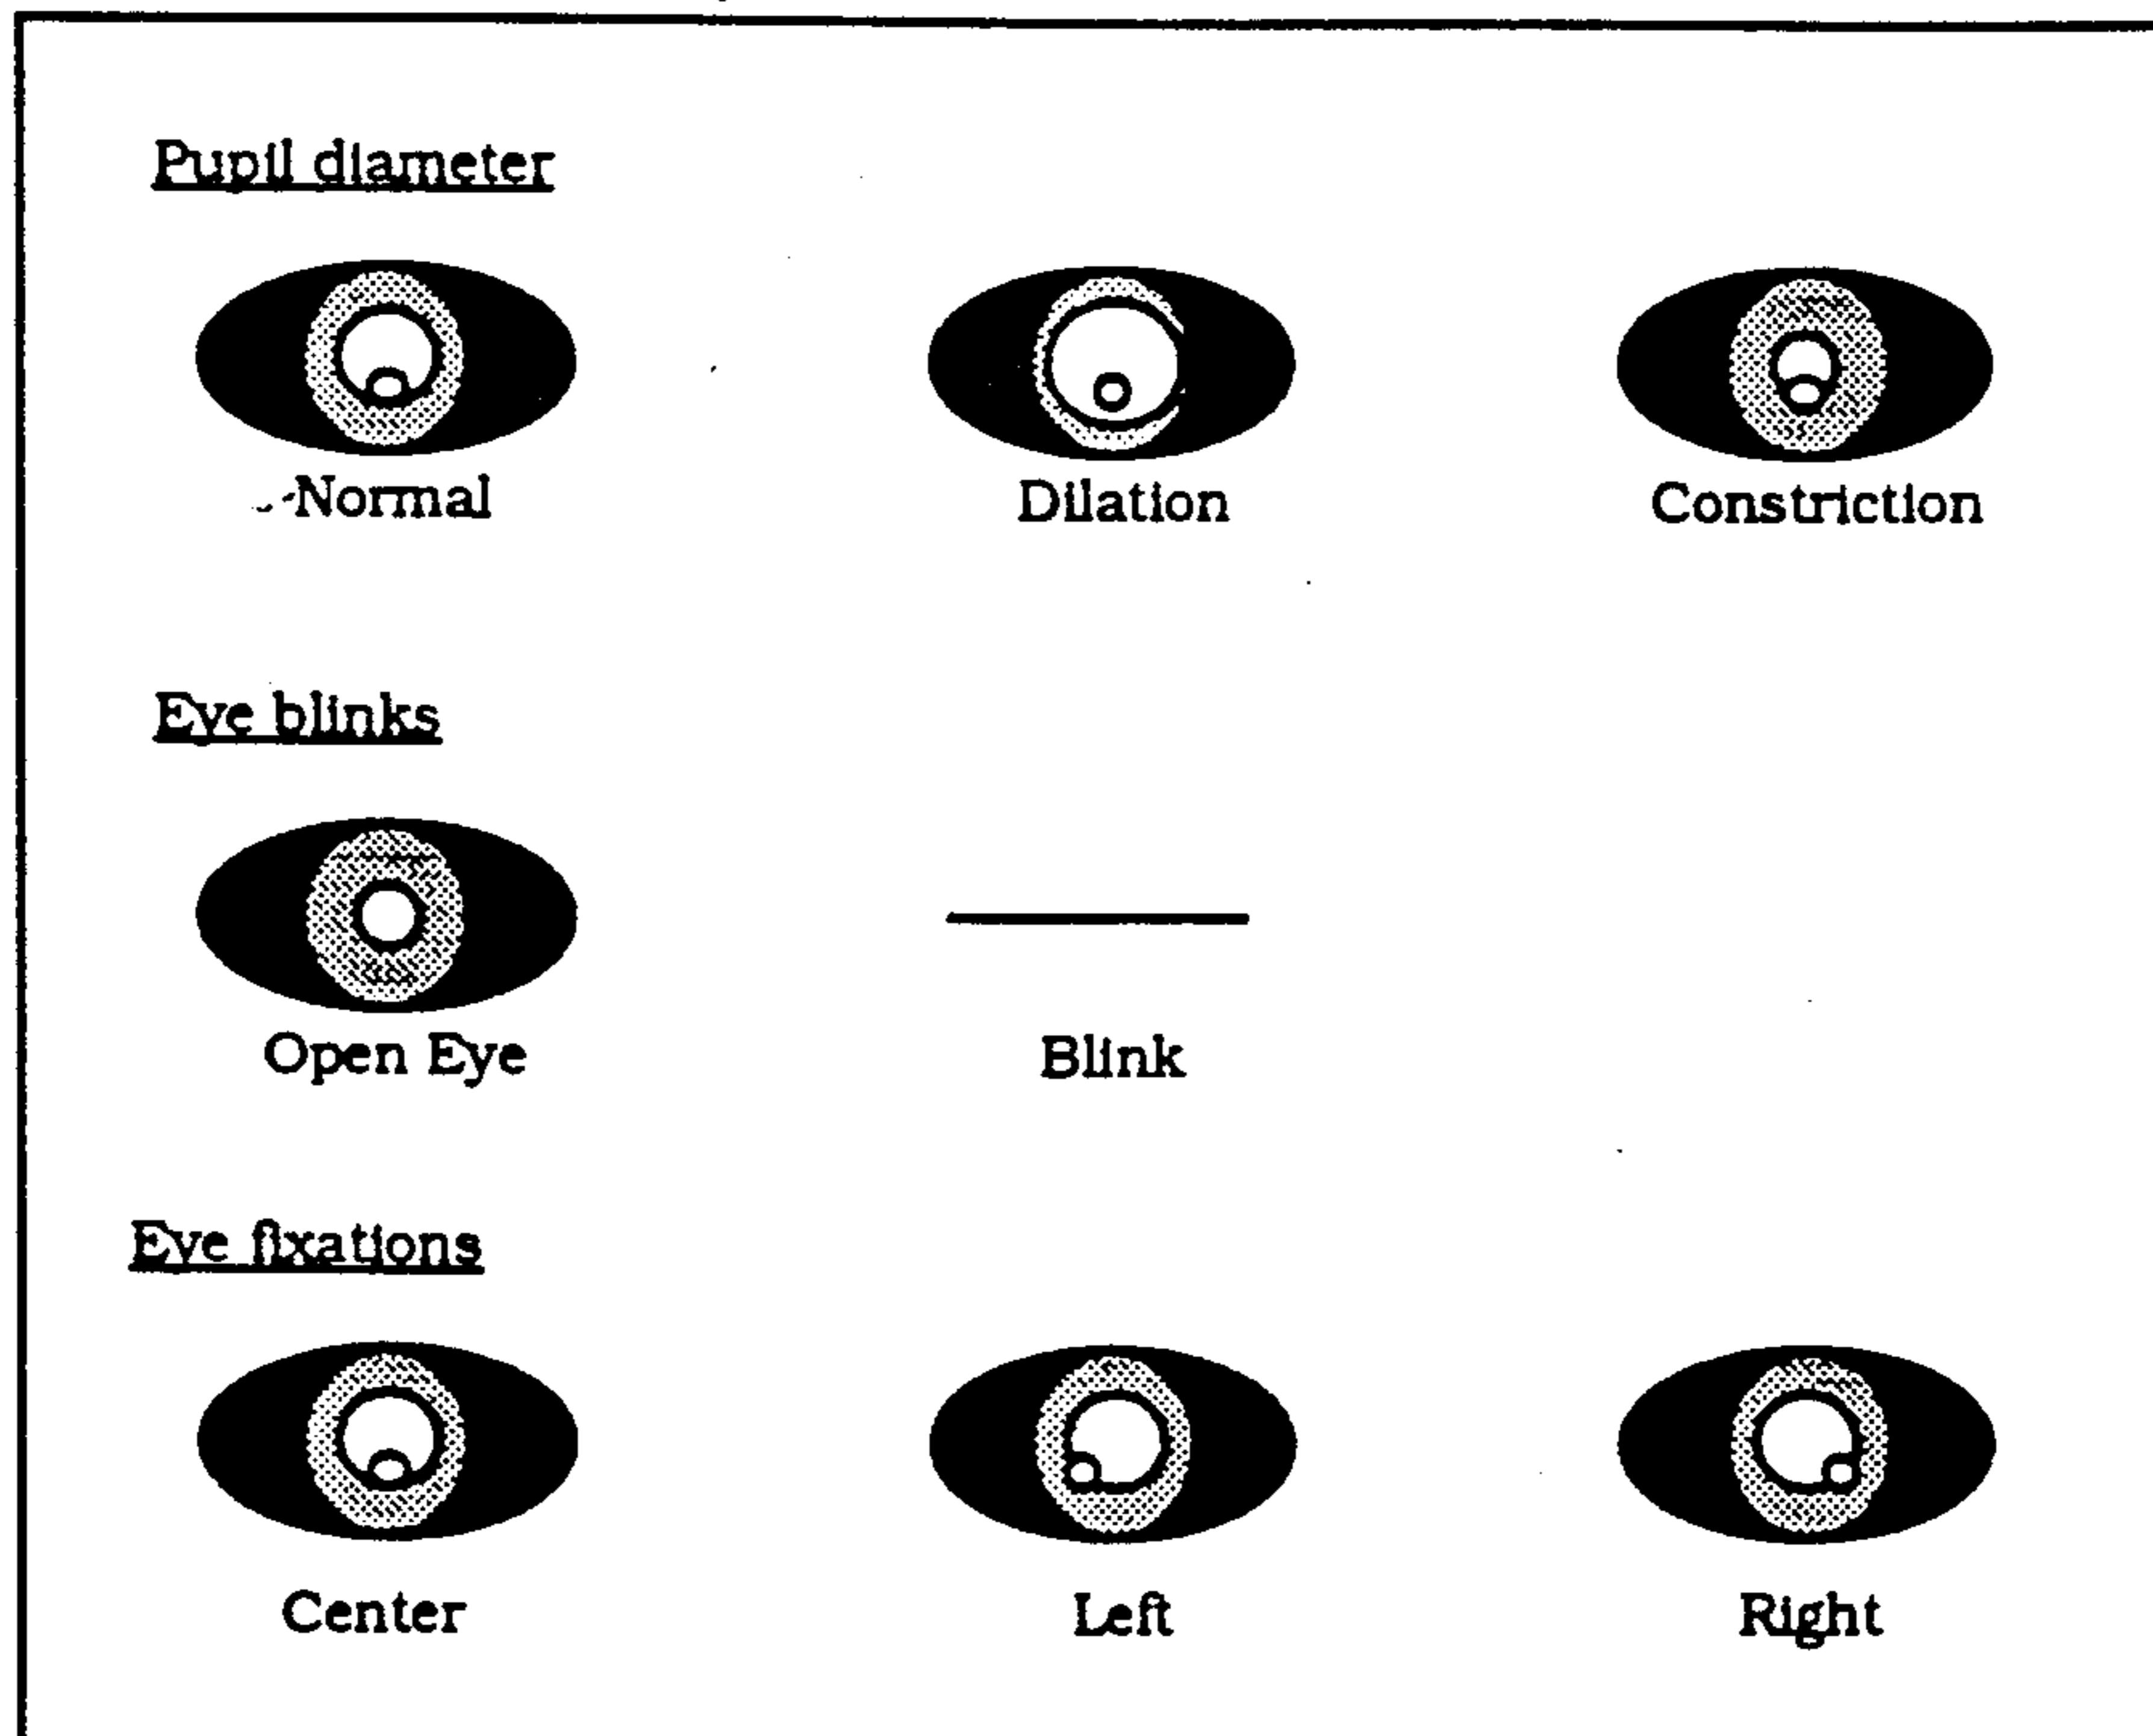 Pupil diameter
Normal
Dilation
Constriction
Eye blinks
Open Eye
Blink
Eye fixations
Center
Left
Right